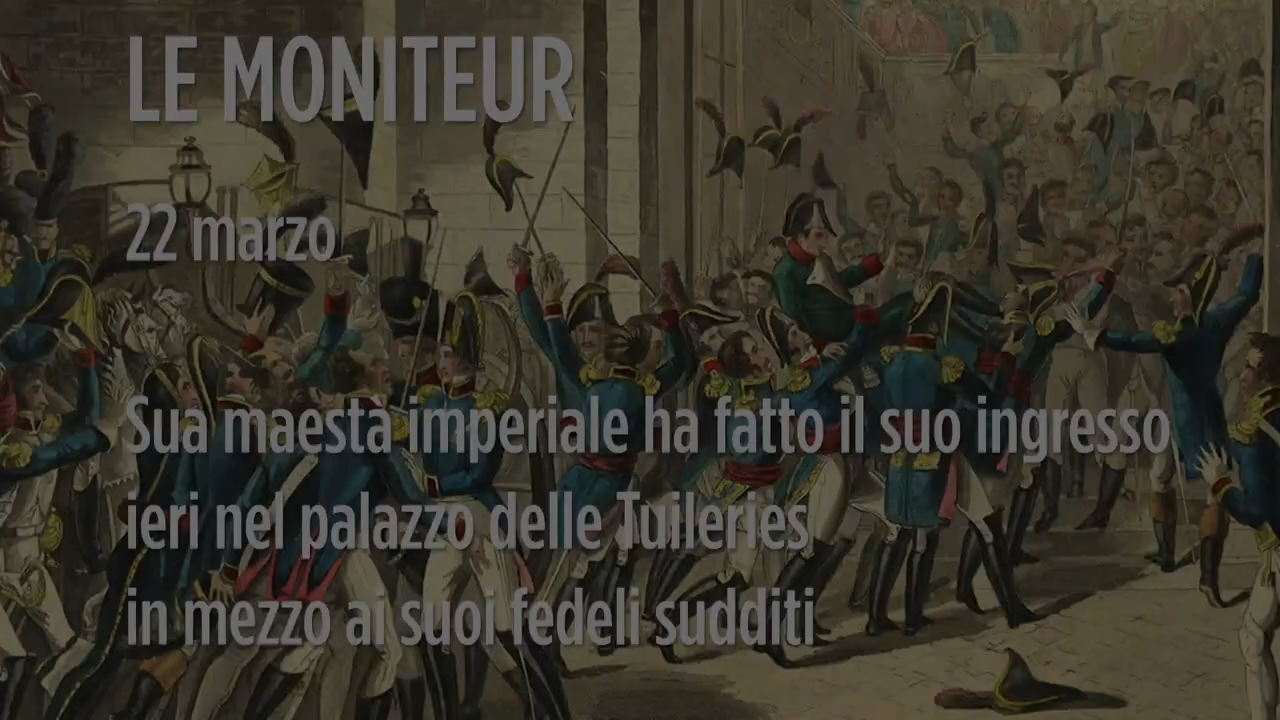 LE MONITEUR
22 marzo
Sua maestà imperiale ha fatto il suo ingresso
ieri nel palazzo delle Tuileries
in mezzo ai suoi fedeli sudditi